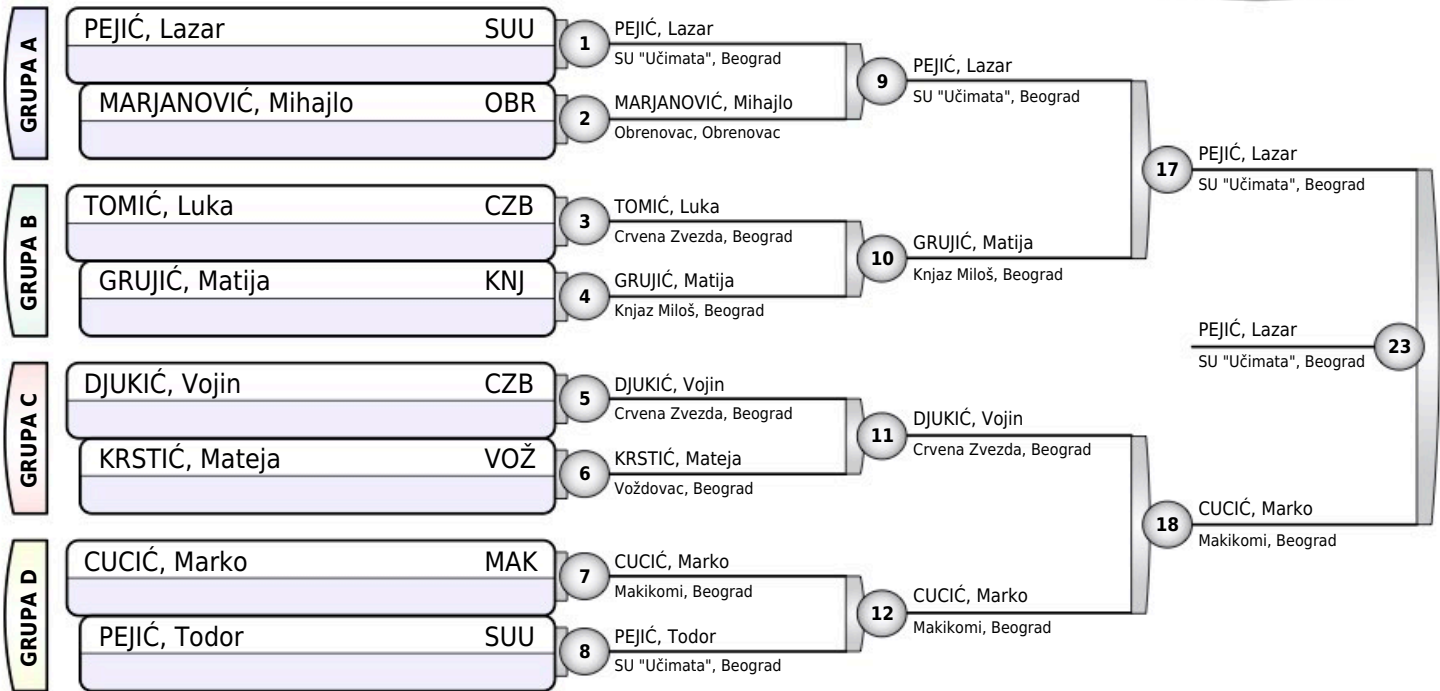 GRUPA A
PEJIĆ, Lazar SUU
MARJANOVIĆ, Mihajlo OBR
GRUPA B
TOMIĆ, Luka CZB
GRUJIĆ, Matija KNJ
GRUPA C
DJUKIĆ, Vojin CZB
KRSTIĆ, Mateja VOŽ
GRUPA D
CUCIĆ, Marko MAK
PEJIĆ, Todor SUU
1
PEJIĆ, Lazar
SU "Učimata", Beograd
2
MARJANOVIĆ, Mihajlo
Obrenovac, Obrenovac
3
TOMIĆ, Luka
Crvena Zvezda, Beograd
4
GRUJIĆ, Matija
Knjaz Miloš, Beograd
5
DJUKIĆ, Vojin
Crvena Zvezda, Beograd
6
KRSTIĆ, Mateja
Voždovac, Beograd
7
CUCIĆ, Marko
Makikomi, Beograd
8
PEJIĆ, Todor
SU "Učimata", Beograd
9
PEJIĆ, Lazar
SU "Učimata", Beograd
10
GRUJIĆ, Matija
Knjaz Miloš, Beograd
11
DJUKIĆ, Vojin
Crvena Zvezda, Beograd
12
CUCIĆ, Marko
Makikomi, Beograd
17
PEJIĆ, Lazar
SU "Učimata", Beograd
18
CUCIĆ, Marko
Makikomi, Beograd
PEJIĆ, Lazar
SU "Učimata", Beograd
23